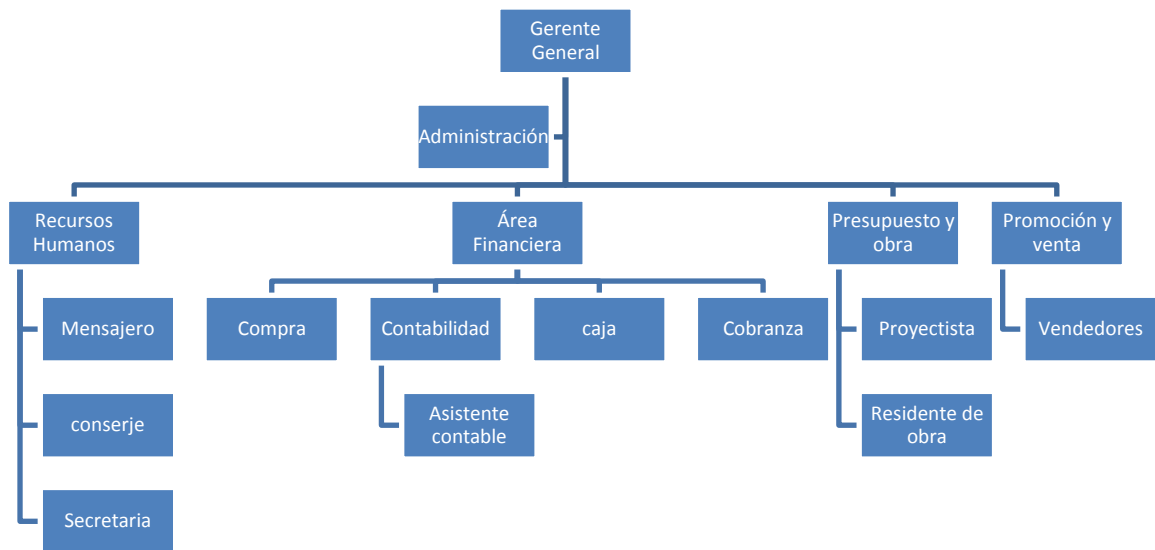 Gerente
General
Administración
Recursos
Humanos
Área
Financiera
Presupuesto y
obra
Promoción y
venta
Mensajero
Compra
Contabilidad
caja
Cobranza
Proyectista
Vendedores
conserje
Asistente
contable
Residente de
obra
Secretaria